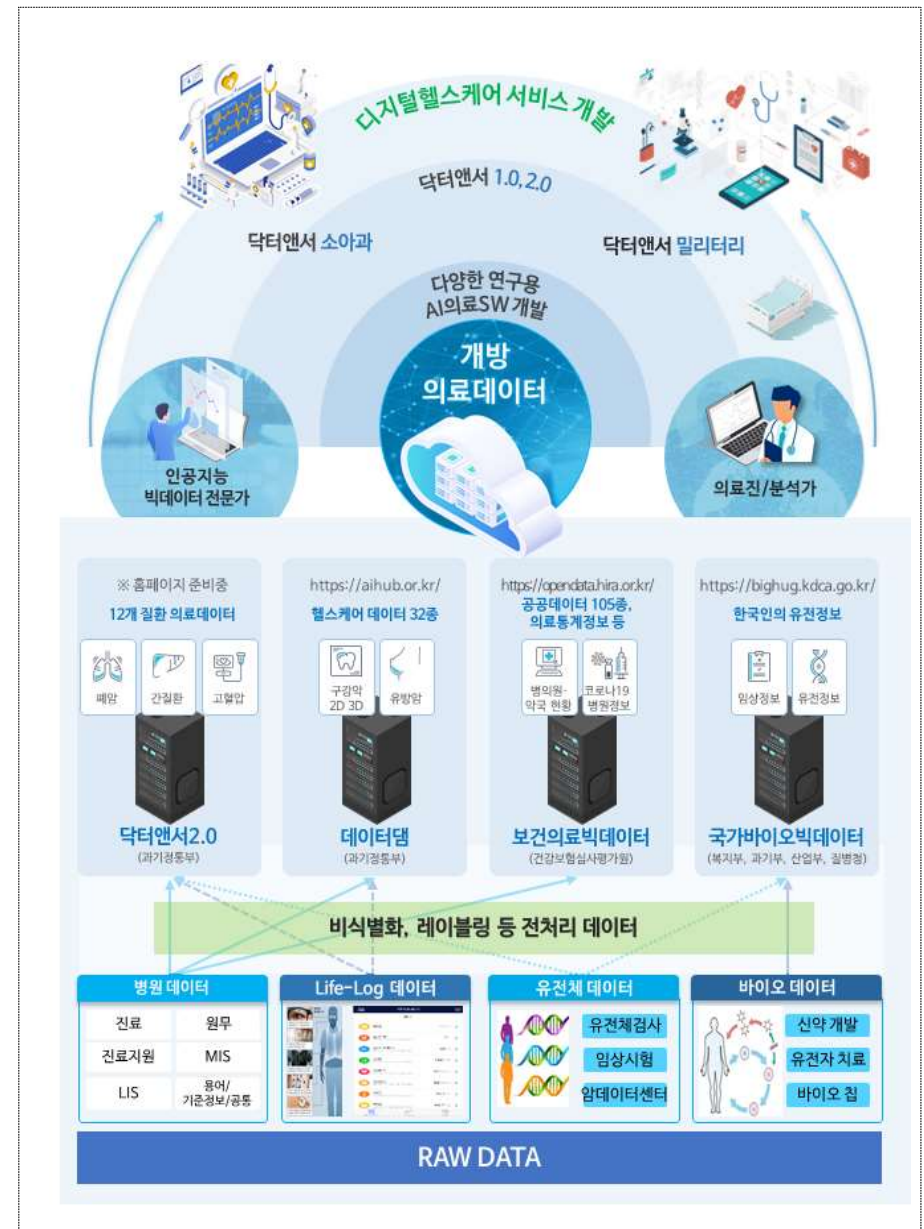 디지털헬스케어 서비스 개발
닥터앤서 1.0, 2.0
닥터앤서 소아과
닥터앤서 밀리터리
다양한 연구용
AI의료SW 개발
개방
의료데이터
인공지능
빅데이터 전문가
의료진/분석가
※ 홈페이지 준비중
12개 질환 의료데이터
폐암
간질환
고혈압
닥터앤서2.0
(과기정통부)
https://aihub.or.kr/
헬스케어 데이터 32종
구강악
2D 3D
유방암
데이터댐
(과기정통부)
https://opendata.hira.or.kr/
공공데이터 105종,
의료통계정보 등
병의원·
약국 현황
코로나19
병원정보
보건의료빅데이터
(건강보험심사평가원)
https://bighug.kdca.go.kr/
한국인의 유전정보
임상정보
유전정보
국가바이오빅데이터
(복지부, 과기부, 산업부, 질병청)
비식별화, 레이블링 등 전처리 데이터
병원 데이터
진료
원무
진료지원
MIS
LIS
용어/
기준정보/공통
Life-Log 데이터
유전체 데이터
유전체검사
임상시험
암데이터센터
바이오 데이터
신약 개발
유전자 치료
바이오 칩
RAW DATA